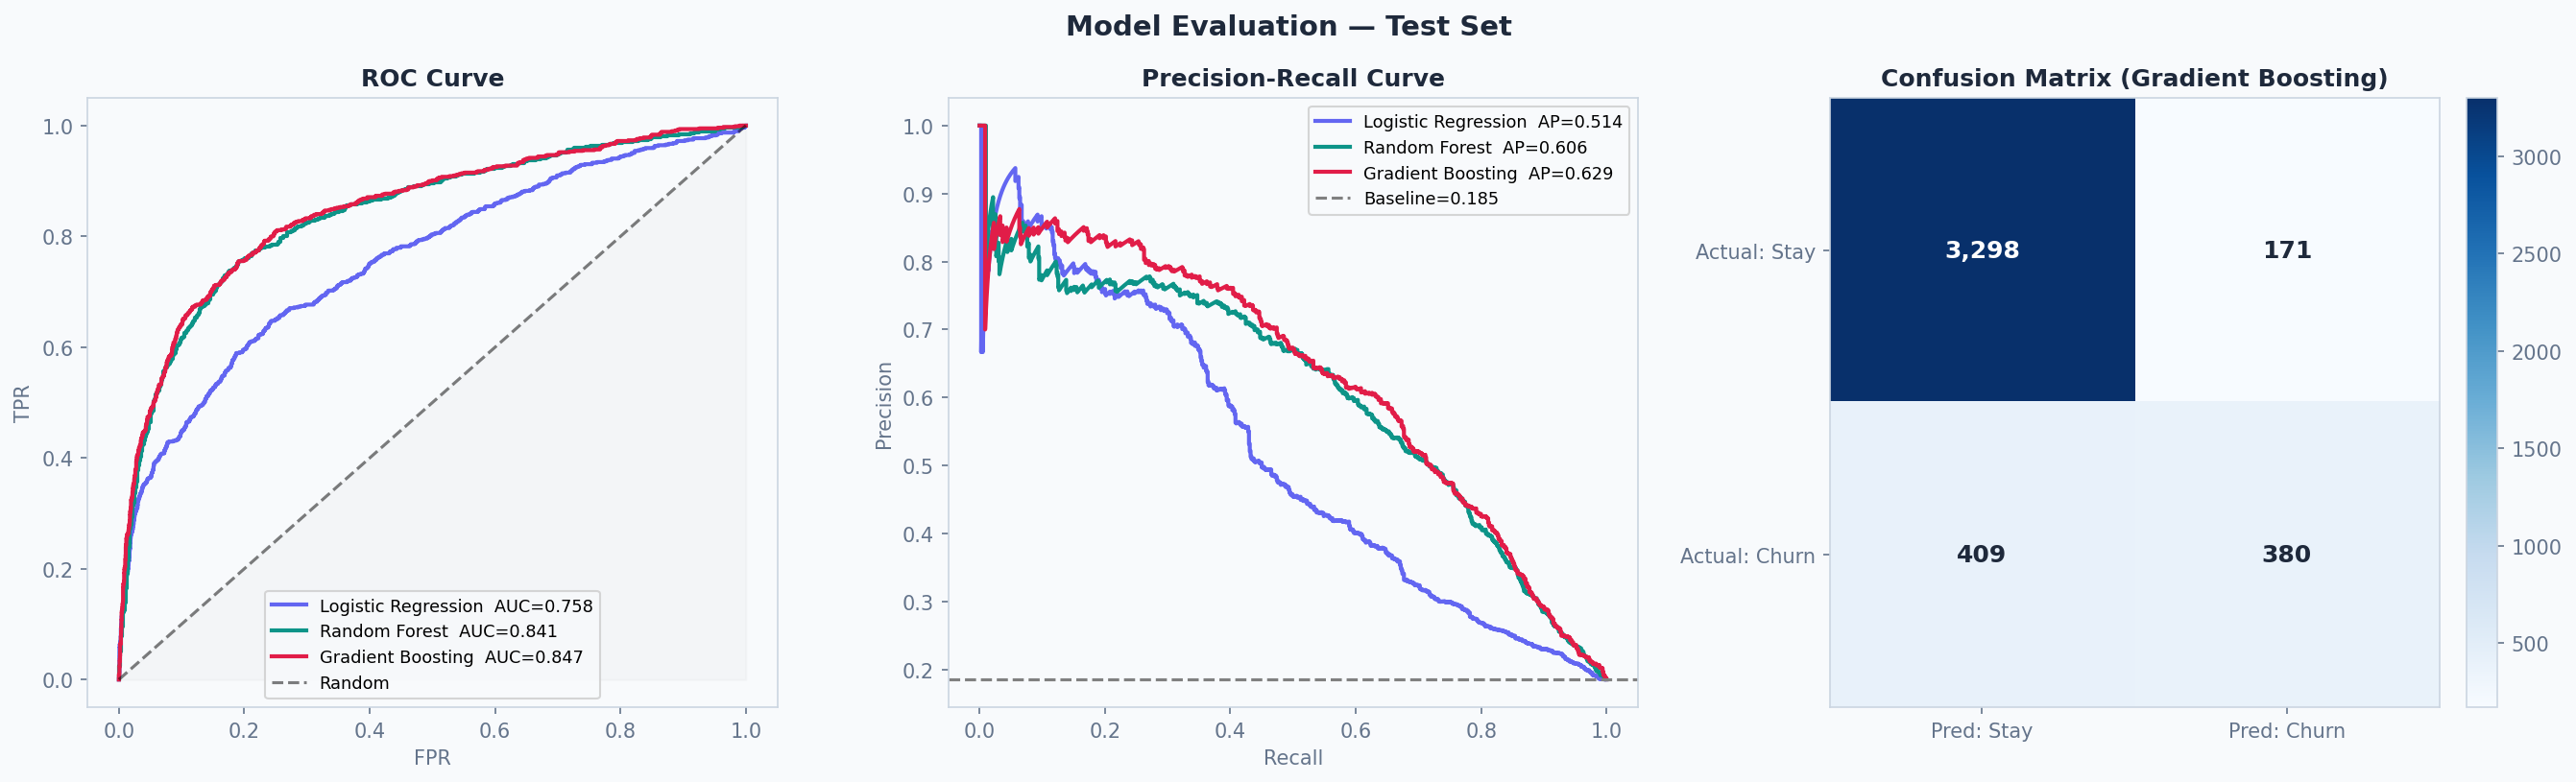 Model Evaluation — Test Set
ROC Curve
1.0
0.8
0.6
0.4
0.2
0.0
TPR
Logistic Regression  AUC=0.758
Random Forest  AUC=0.841
Gradient Boosting  AUC=0.847
Random
0.0 0.2 0.4 0.6 0.8 1.0
FPR
Precision-Recall Curve
1.0
0.9
0.8
0.7
0.6
0.5
0.4
0.3
0.2
Precision
Logistic Regression  AP=0.514
Random Forest  AP=0.606
Gradient Boosting  AP=0.629
Baseline=0.185
0.0 0.2 0.4 0.6 0.8 1.0
Recall
Confusion Matrix (Gradient Boosting)
Actual: Stay 3,298 171
Actual: Churn 409 380
Pred: Stay Pred: Churn
3000
2500
2000
1500
1000
500